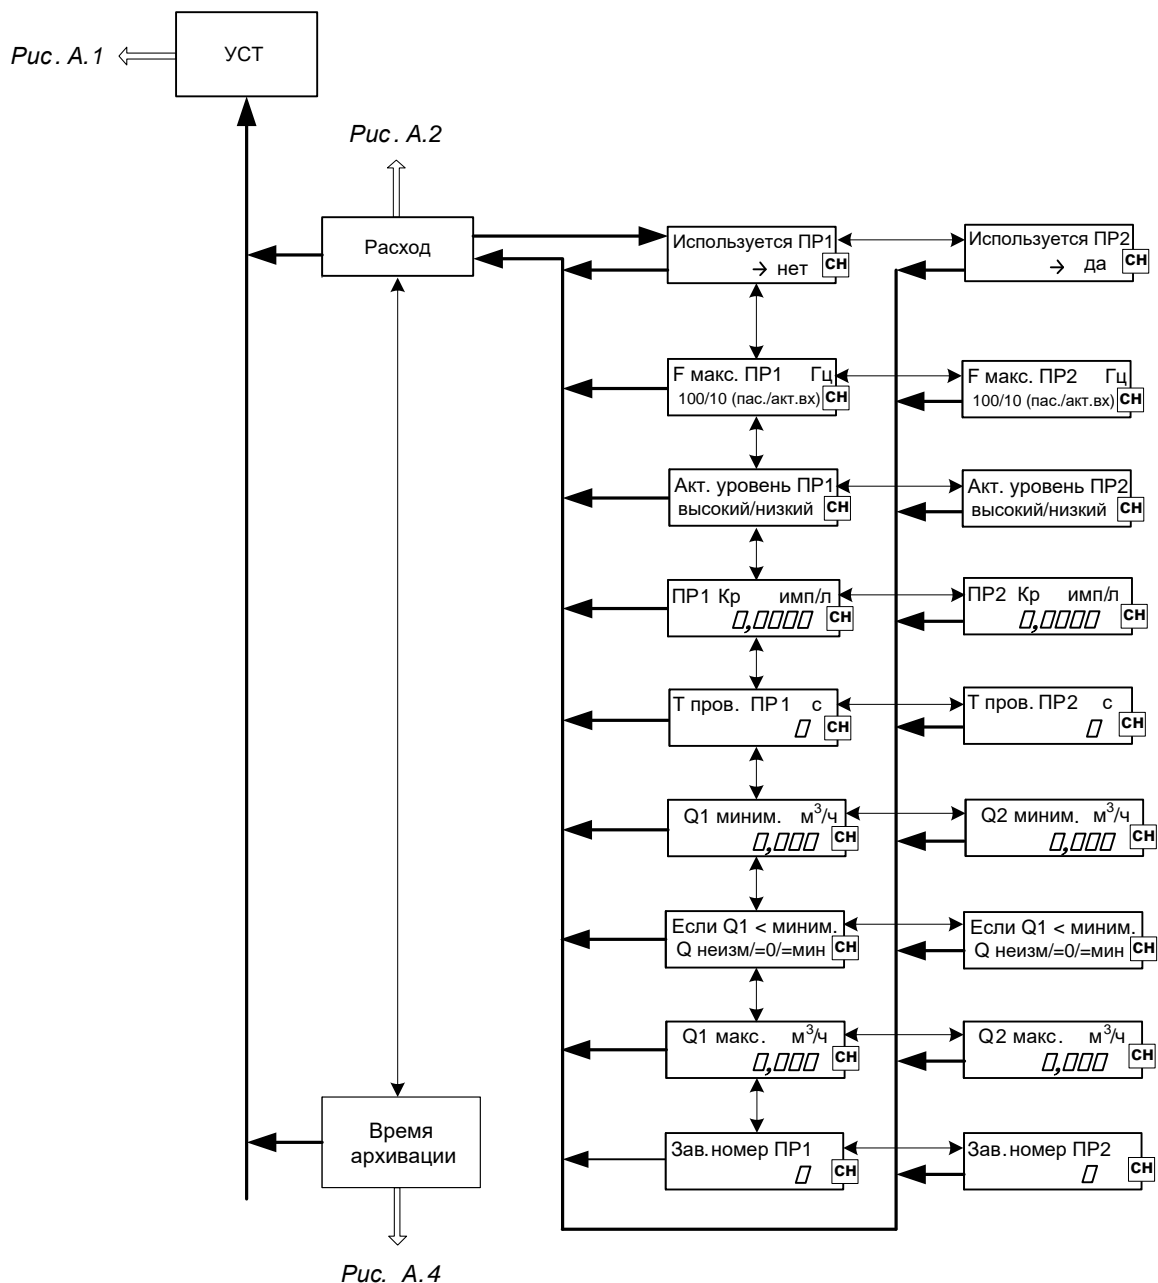 УСТ
Рис. А.1
Рис. А.2
Расход
Используется ПР1
→ нет СН
Используется ПР2
→ да СН
F макс. ПР1 Гц
100/10 (пас./акт.вх) СН
F макс. ПР2 Гц
100/10 (пас./акт.вх) СН
Акт. уровень ПР1
высокий/низкий СН
Акт. уровень ПР2
высокий/низкий СН
ПР1 Кр имп/л
0,0000 СН
ПР2 Кр имп/л
0,0000 СН
Т пров. ПР1 с
0 СН
Т пров. ПР2 с
0 СН
Q1 миним. м³/ч
0,000 СН
Q2 миним. м³/ч
0,000 СН
Если Q1 < миним.
Q неизм/=0/=мин СН
Если Q1 < миним.
Q неизм/=0/=мин СН
Q1 макс. м³/ч
0,000 СН
Q2 макс. м³/ч
0,000 СН
Время
архивации
Зав.номер ПР1
0 СН
Зав.номер ПР2
0 СН
Рис. А.4